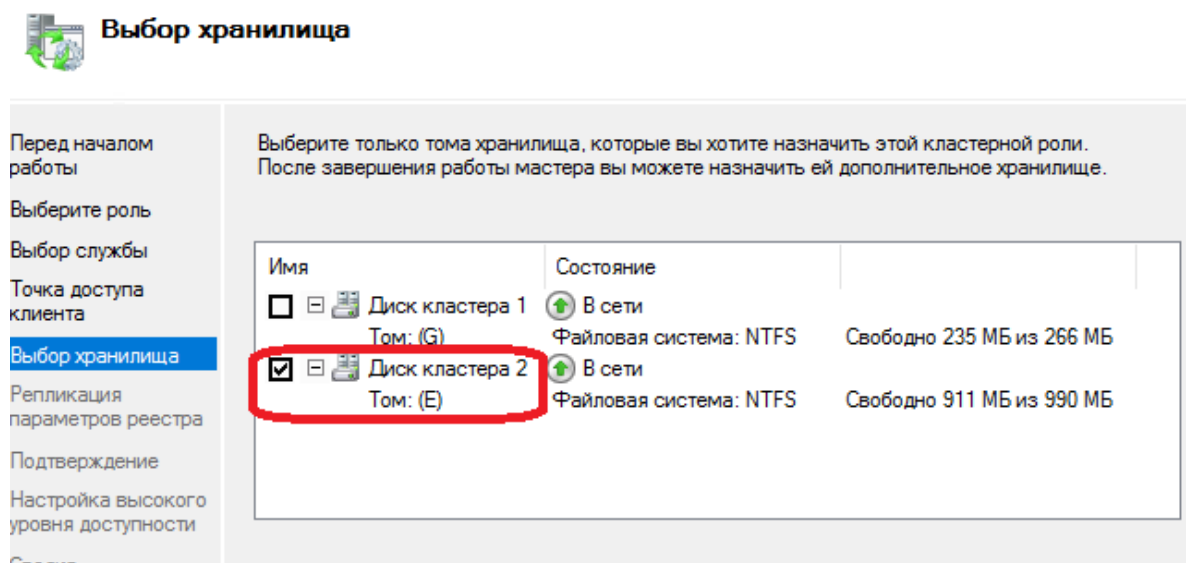 Выбор хранилища
Перед началом
работы
Выберите роль
Выбор службы
Точка доступа
клиента
Выбор хранилища
Репликация
параметров реестра
Подтверждение
Настройка высокого
уровня доступности
Выберите только тома хранилища, которые вы хотите назначить этой кластерной роли.
После завершения работы мастера вы можете назначить ей дополнительное хранилище.
Имя Состояние
Диск кластера 1 В сети
Том: (G) Файловая система: NTFS Свободно 235 МБ из 266 МБ
Диск кластера 2 В сети
Том: (E) Файловая система: NTFS Свободно 911 МБ из 990 МБ